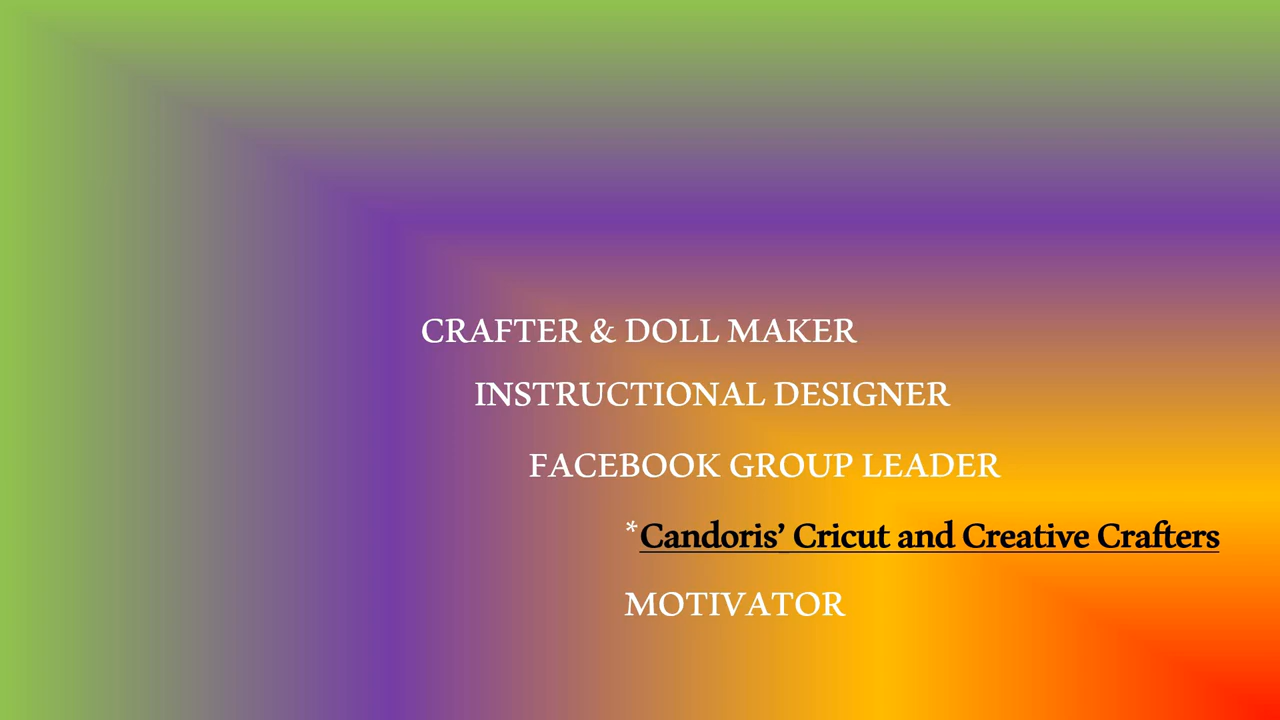 CRAFTER & DOLL MAKER
INSTRUCTIONAL DESIGNER
FACEBOOK GROUP LEADER
*Candoris’ Cricut and Creative Crafters
MOTIVATOR